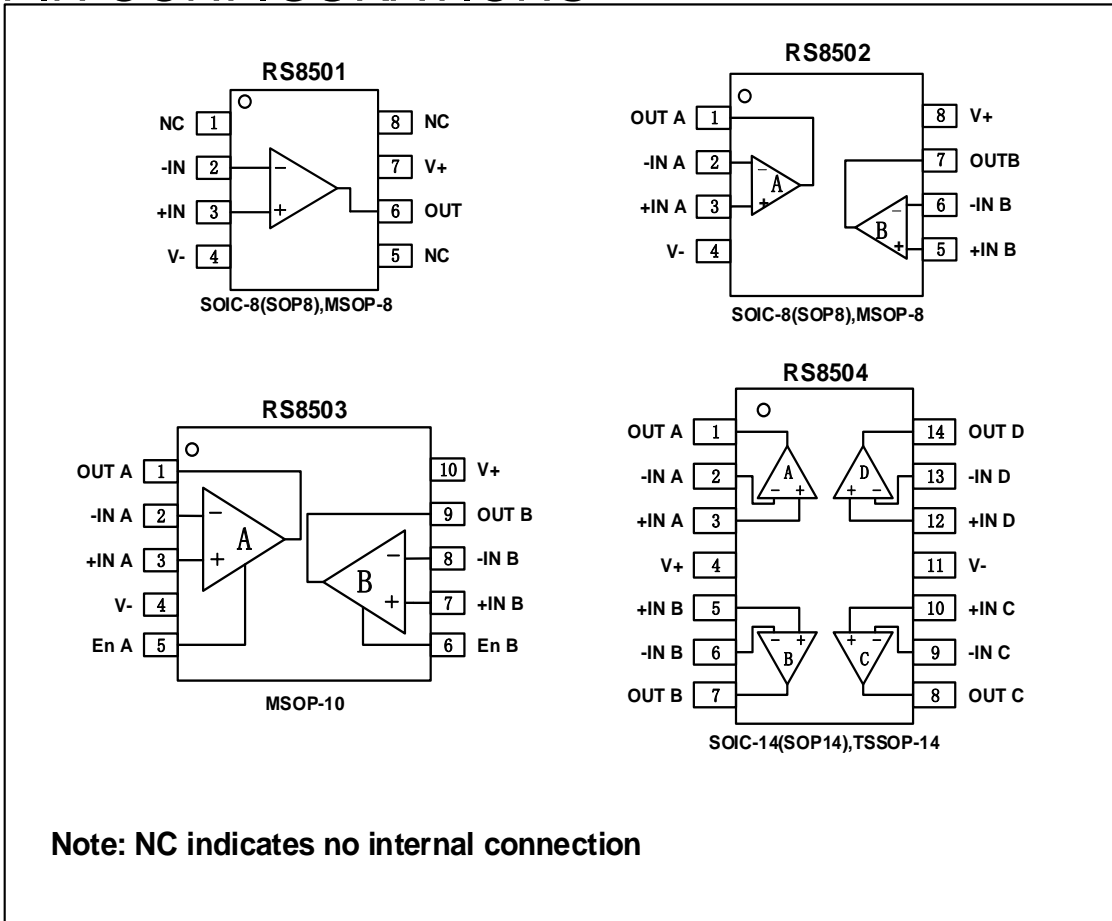 PIN CONFIGURATIONS
RS8501
NC 1 8 NC
-IN 2 7 V+
+IN 3 6 OUT
V- 4 5 NC
- +
SOIC-8(SOP8),MSOP-8
RS8502
OUT A 1 8 V+
-IN A 2 7 OUTB
+IN A 3 6 -IN B
V- 4 5 +IN B
- A +
- B +
SOIC-8(SOP8),MSOP-8
RS8503
OUT A 1 10 V+
-IN A 2 9 OUT B
+IN A 3 8 -IN B
V- 4 7 +IN B
En A 5 6 En B
- A +
- B +
MSOP-10
RS8504
OUT A 1 14 OUT D
-IN A 2 13 -IN D
+IN A 3 12 +IN D
V+ 4 11 V-
+IN B 5 10 +IN C
-IN B 6 9 -IN C
OUT B 7 8 OUT C
A - +
D + -
- + B
+ - C
SOIC-14(SOP14),TSSOP-14
Note: NC indicates no internal connection